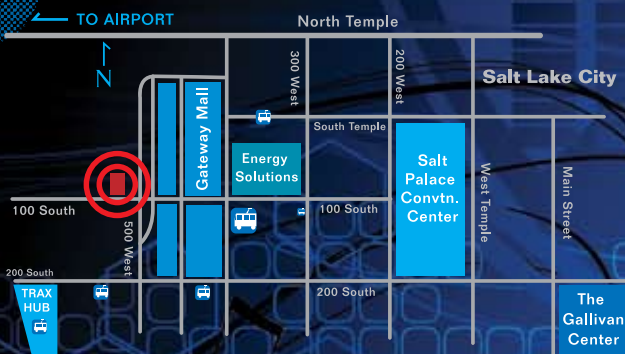 TO AIRPORT
North Temple
N
300 West
200 West
Salt Lake City
Gateway Mall
South Temple
Energy
Solutions
Salt
Palace
Convtn.
Center
West Temple
Main Street
100 South
100 South
500 West
200 South
200 South
TRAX
HUB
The
Gallivan
Center